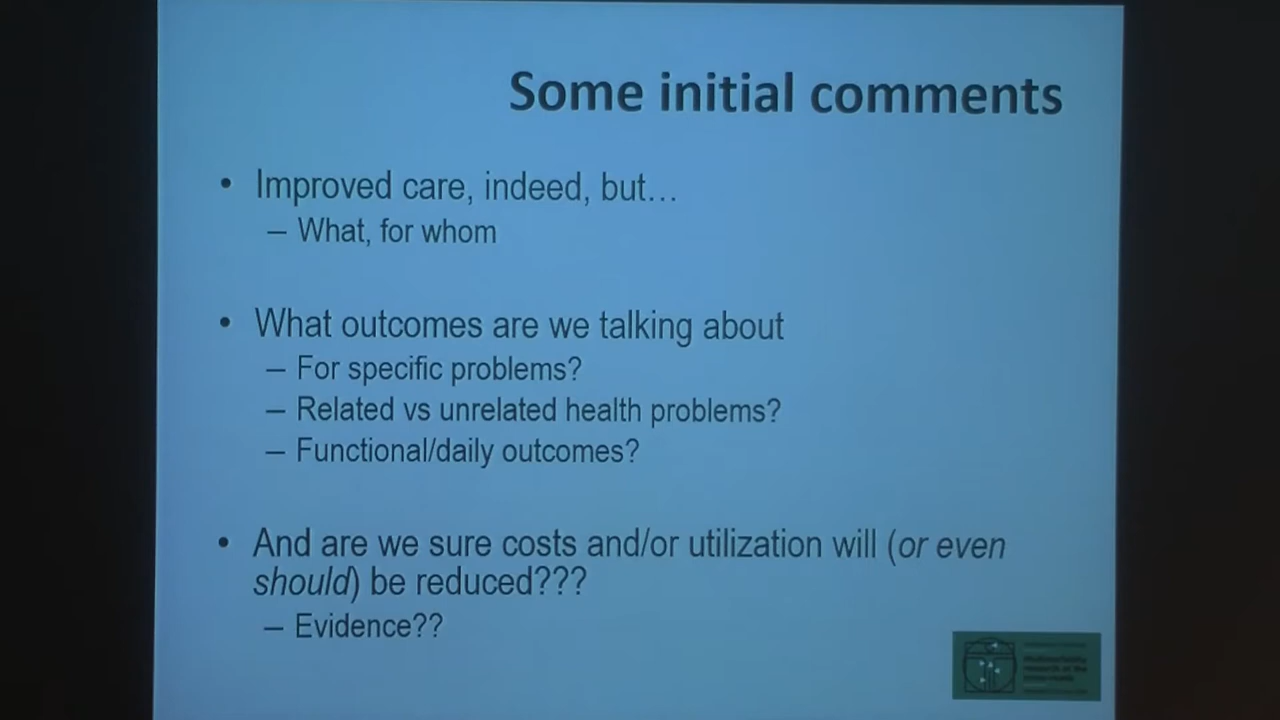 Some initial comments
• Improved care, indeed, but…
– What, for whom
• What outcomes are we talking about
– For specific problems?
– Related vs unrelated health problems?
– Functional/daily outcomes?
• And are we sure costs and/or utilization will (or even
should) be reduced???
– Evidence??